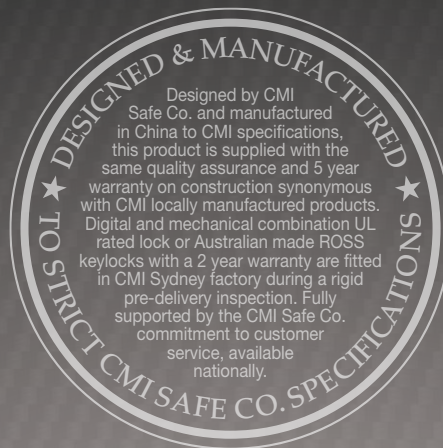 DESIGNED & MANUFACTURED
Designed by CMI
Safe Co. and manufactured
in China to CMI specifications,
this product is supplied with the
same quality assurance and 5 year
warranty on construction synonymous
with CMI locally manufactured products.
Digital and mechanical combination UL
rated lock or Australian made ROSS
keylocks with a 2 year warranty are fitted
in CMI Sydney factory during a rigid
pre-delivery inspection. Fully
supported by the CMI Safe Co.
commitment to customer
service, available
nationally.
TO STRICT CMI SAFE CO. SPECIFICATIONS